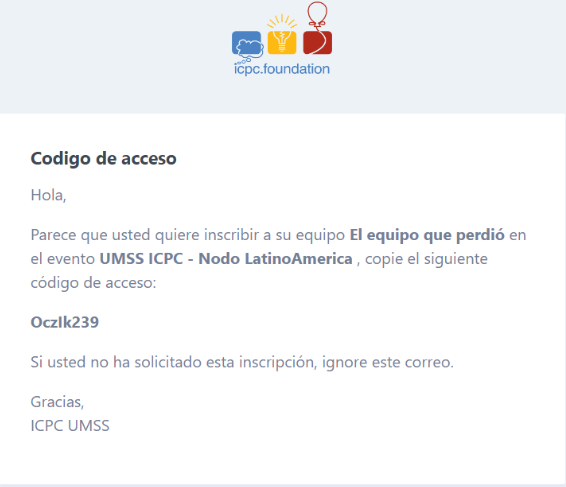 icpc.foundation
Codigo de acceso
Hola,
Parece que usted quiere inscribir a su equipo El equipo que perdió en
el evento UMSS ICPC - Nodo LatinoAmerica , copie el siguiente
código de acceso:
OczIk239
Si usted no ha solicitado esta inscripción, ignore este correo.
Gracias,
ICPC UMSS